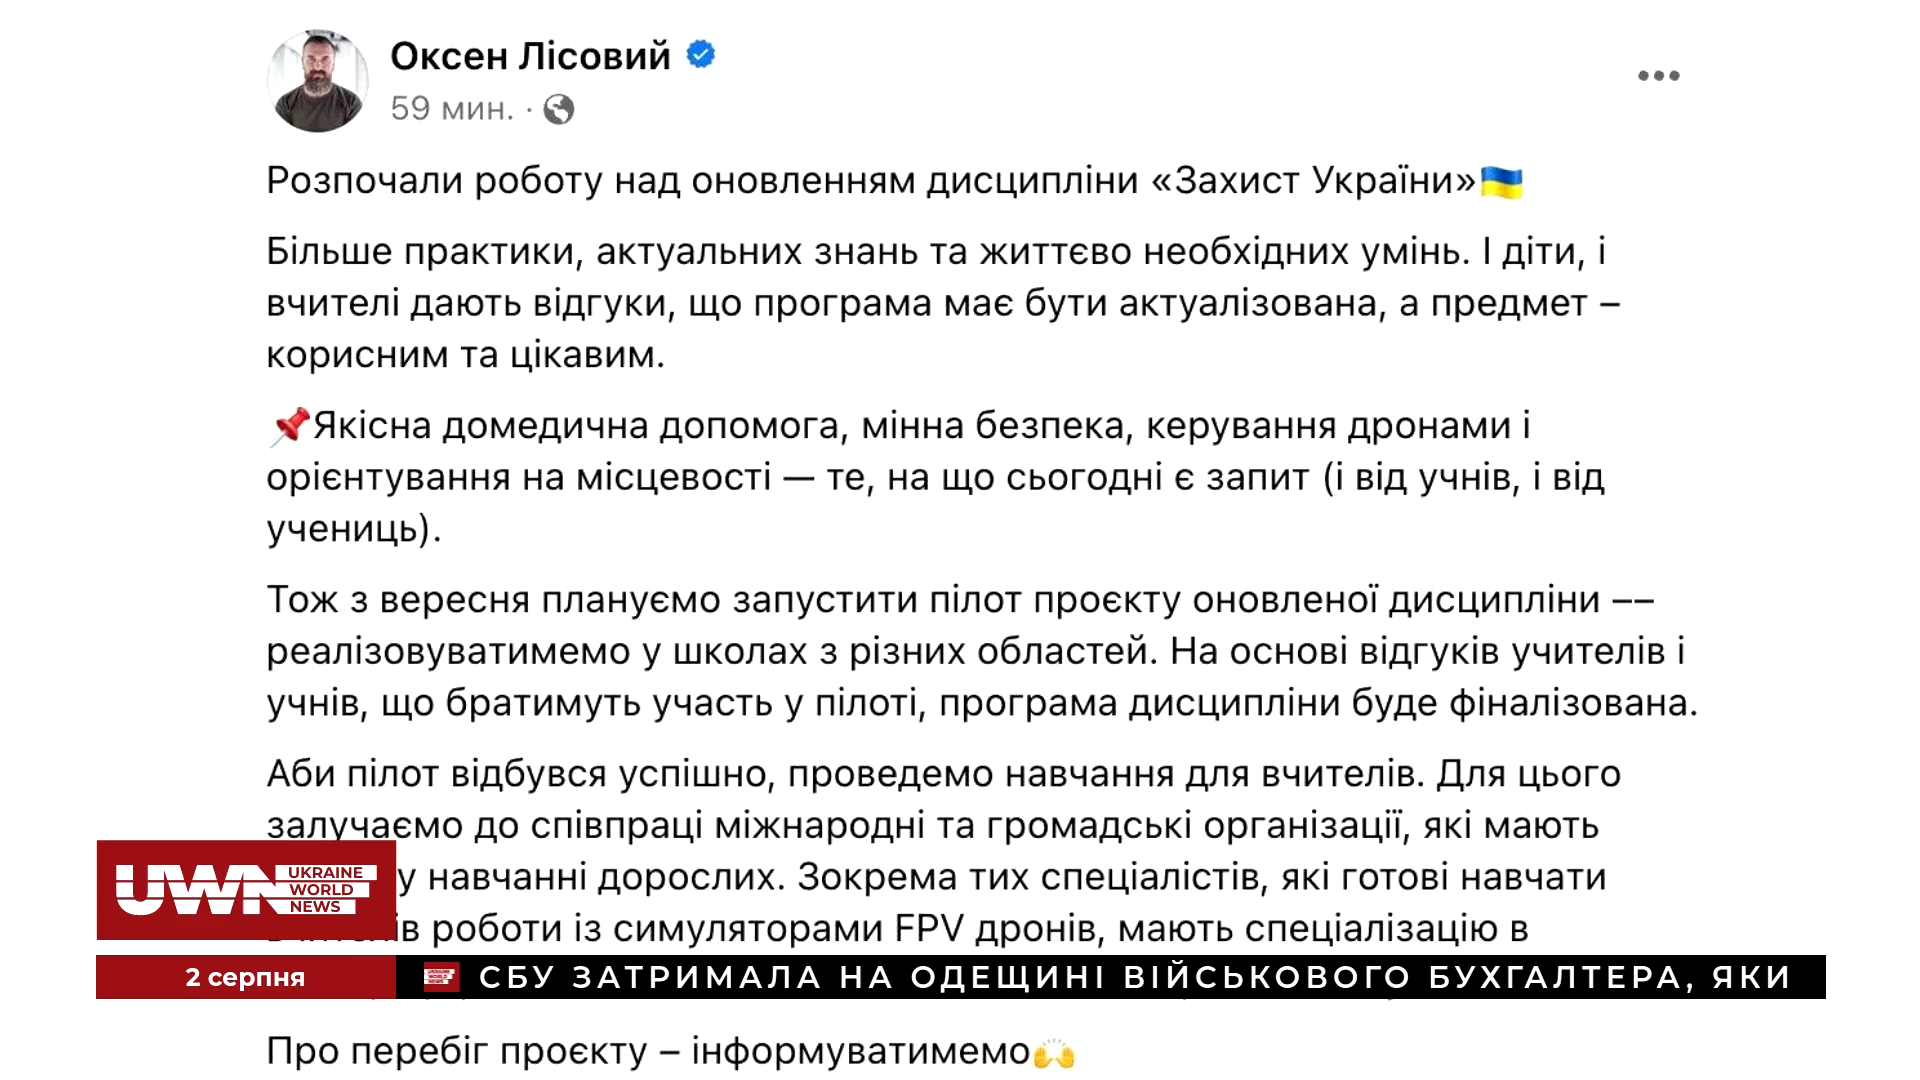 Оксен Лісовий
59 мин. ·
Розпочали роботу над оновленням дисципліни «Захист України»🇺🇦
Більше практики, актуальних знань та життєво необхідних умінь. І діти, і
вчителі дають відгуки, що програма має бути актуалізована, а предмет –
корисним та цікавим.
📌Якісна домедична допомога, мінна безпека, керування дронами і
орієнтування на місцевості — те, на що сьогодні є запит (і від учнів, і від
учениць).
Тож з вересня плануємо запустити пілот проєкту оновленої дисципліни ––
реалізовуватимемо у школах з різних областей. На основі відгуків учителів і
учнів, що братимуть участь у пілоті, програма дисципліни буде фіналізована.
Аби пілот відбувся успішно, проведемо навчання для вчителів. Для цього
залучаємо до співпраці міжнародні та громадські організації, які мають
у навчанні дорослих. Зокрема тих спеціалістів, які готові навчати
роботи із симуляторами FPV дронів, мають спеціалізацію в
UWN UKRAINE
WORLD
NEWS
2 серпня
СБУ ЗАТРИМАЛА НА ОДЕЩИНІ ВІЙСЬКОВОГО БУХГАЛТЕРА, ЯКИ
Про перебіг проєкту – інформуватимемо🙌